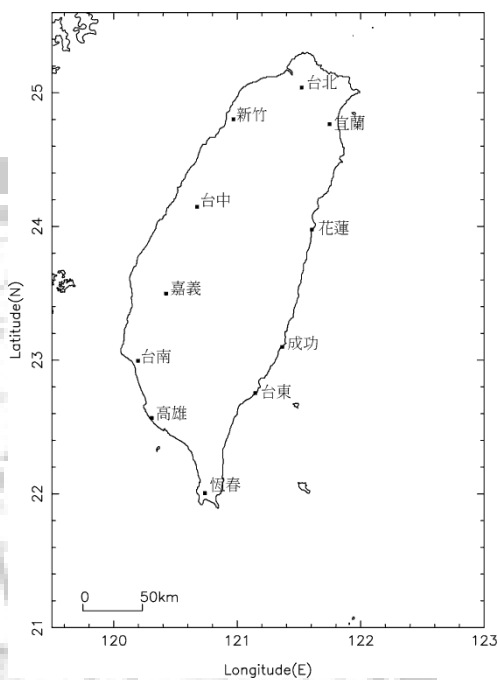 25
台北
新竹
宜蘭
台中
24
花蓮
嘉義
Latitude(N)
成功
23
台南
台東
高雄
恆春
22
0 50km
21
120 121 122 123
Longitude(E)